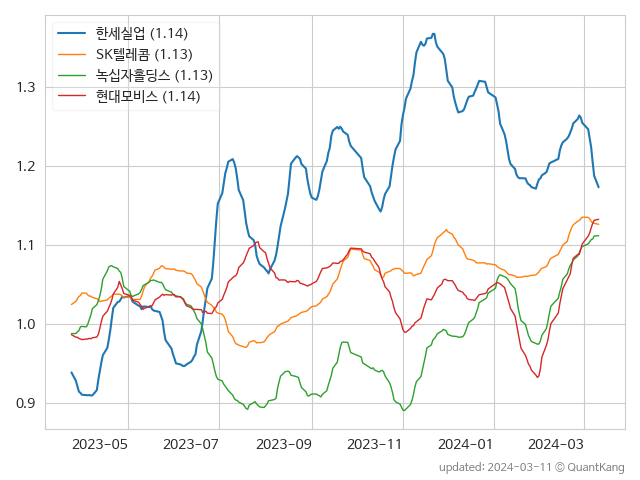 한세실업 (1.14)
SK텔레콤 (1.13)
녹십자홀딩스 (1.13)
현대모비스 (1.14)
1.3
1.2
1.1
1.0
0.9
2023-05 2023-07 2023-09 2023-11 2024-01 2024-03
updated: 2024-03-11 © QuantKang